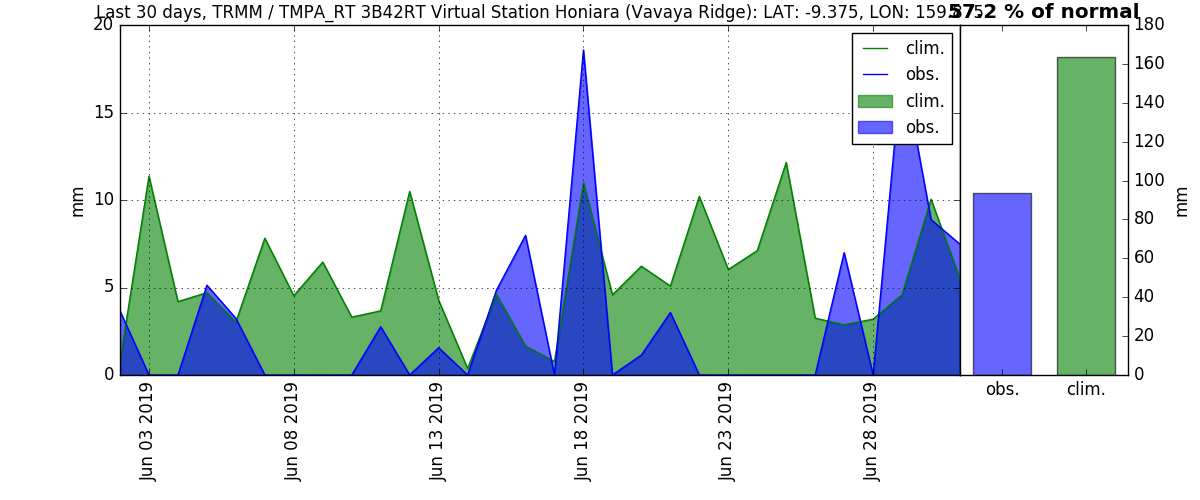 Last 30 days, TRMM / TMPA_RT 3B42RT Virtual Station Honiara (Vavaya Ridge): LAT: -9.375, LON:
57.2 % of normal
20
15
10
5
0
mm
clim.
obs.
clim.
obs.
180
160
140
120
100
80
60
40
20
0
mm
obs.
clim.
Jun 03 2019
Jun 08 2019
Jun 13 2019
Jun 18 2019
Jun 23 2019
Jun 28 2019